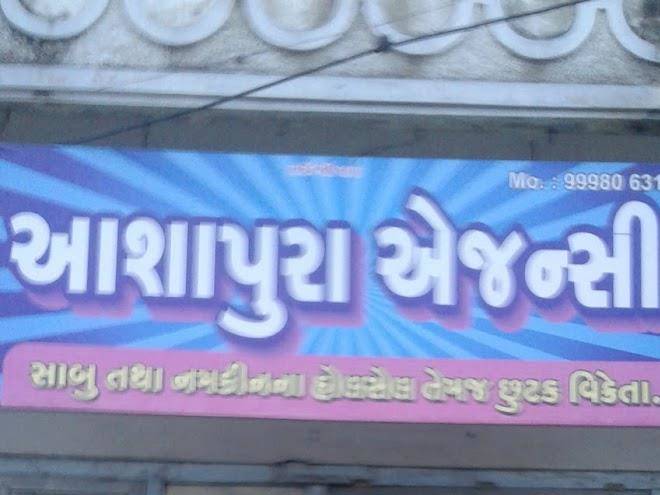 Mo. : 99980 631
આશાપુરા એજન્સી
સાબુ તથા નમકીનના હોલસેલ તેમજ છુટક વિક્રેતા.